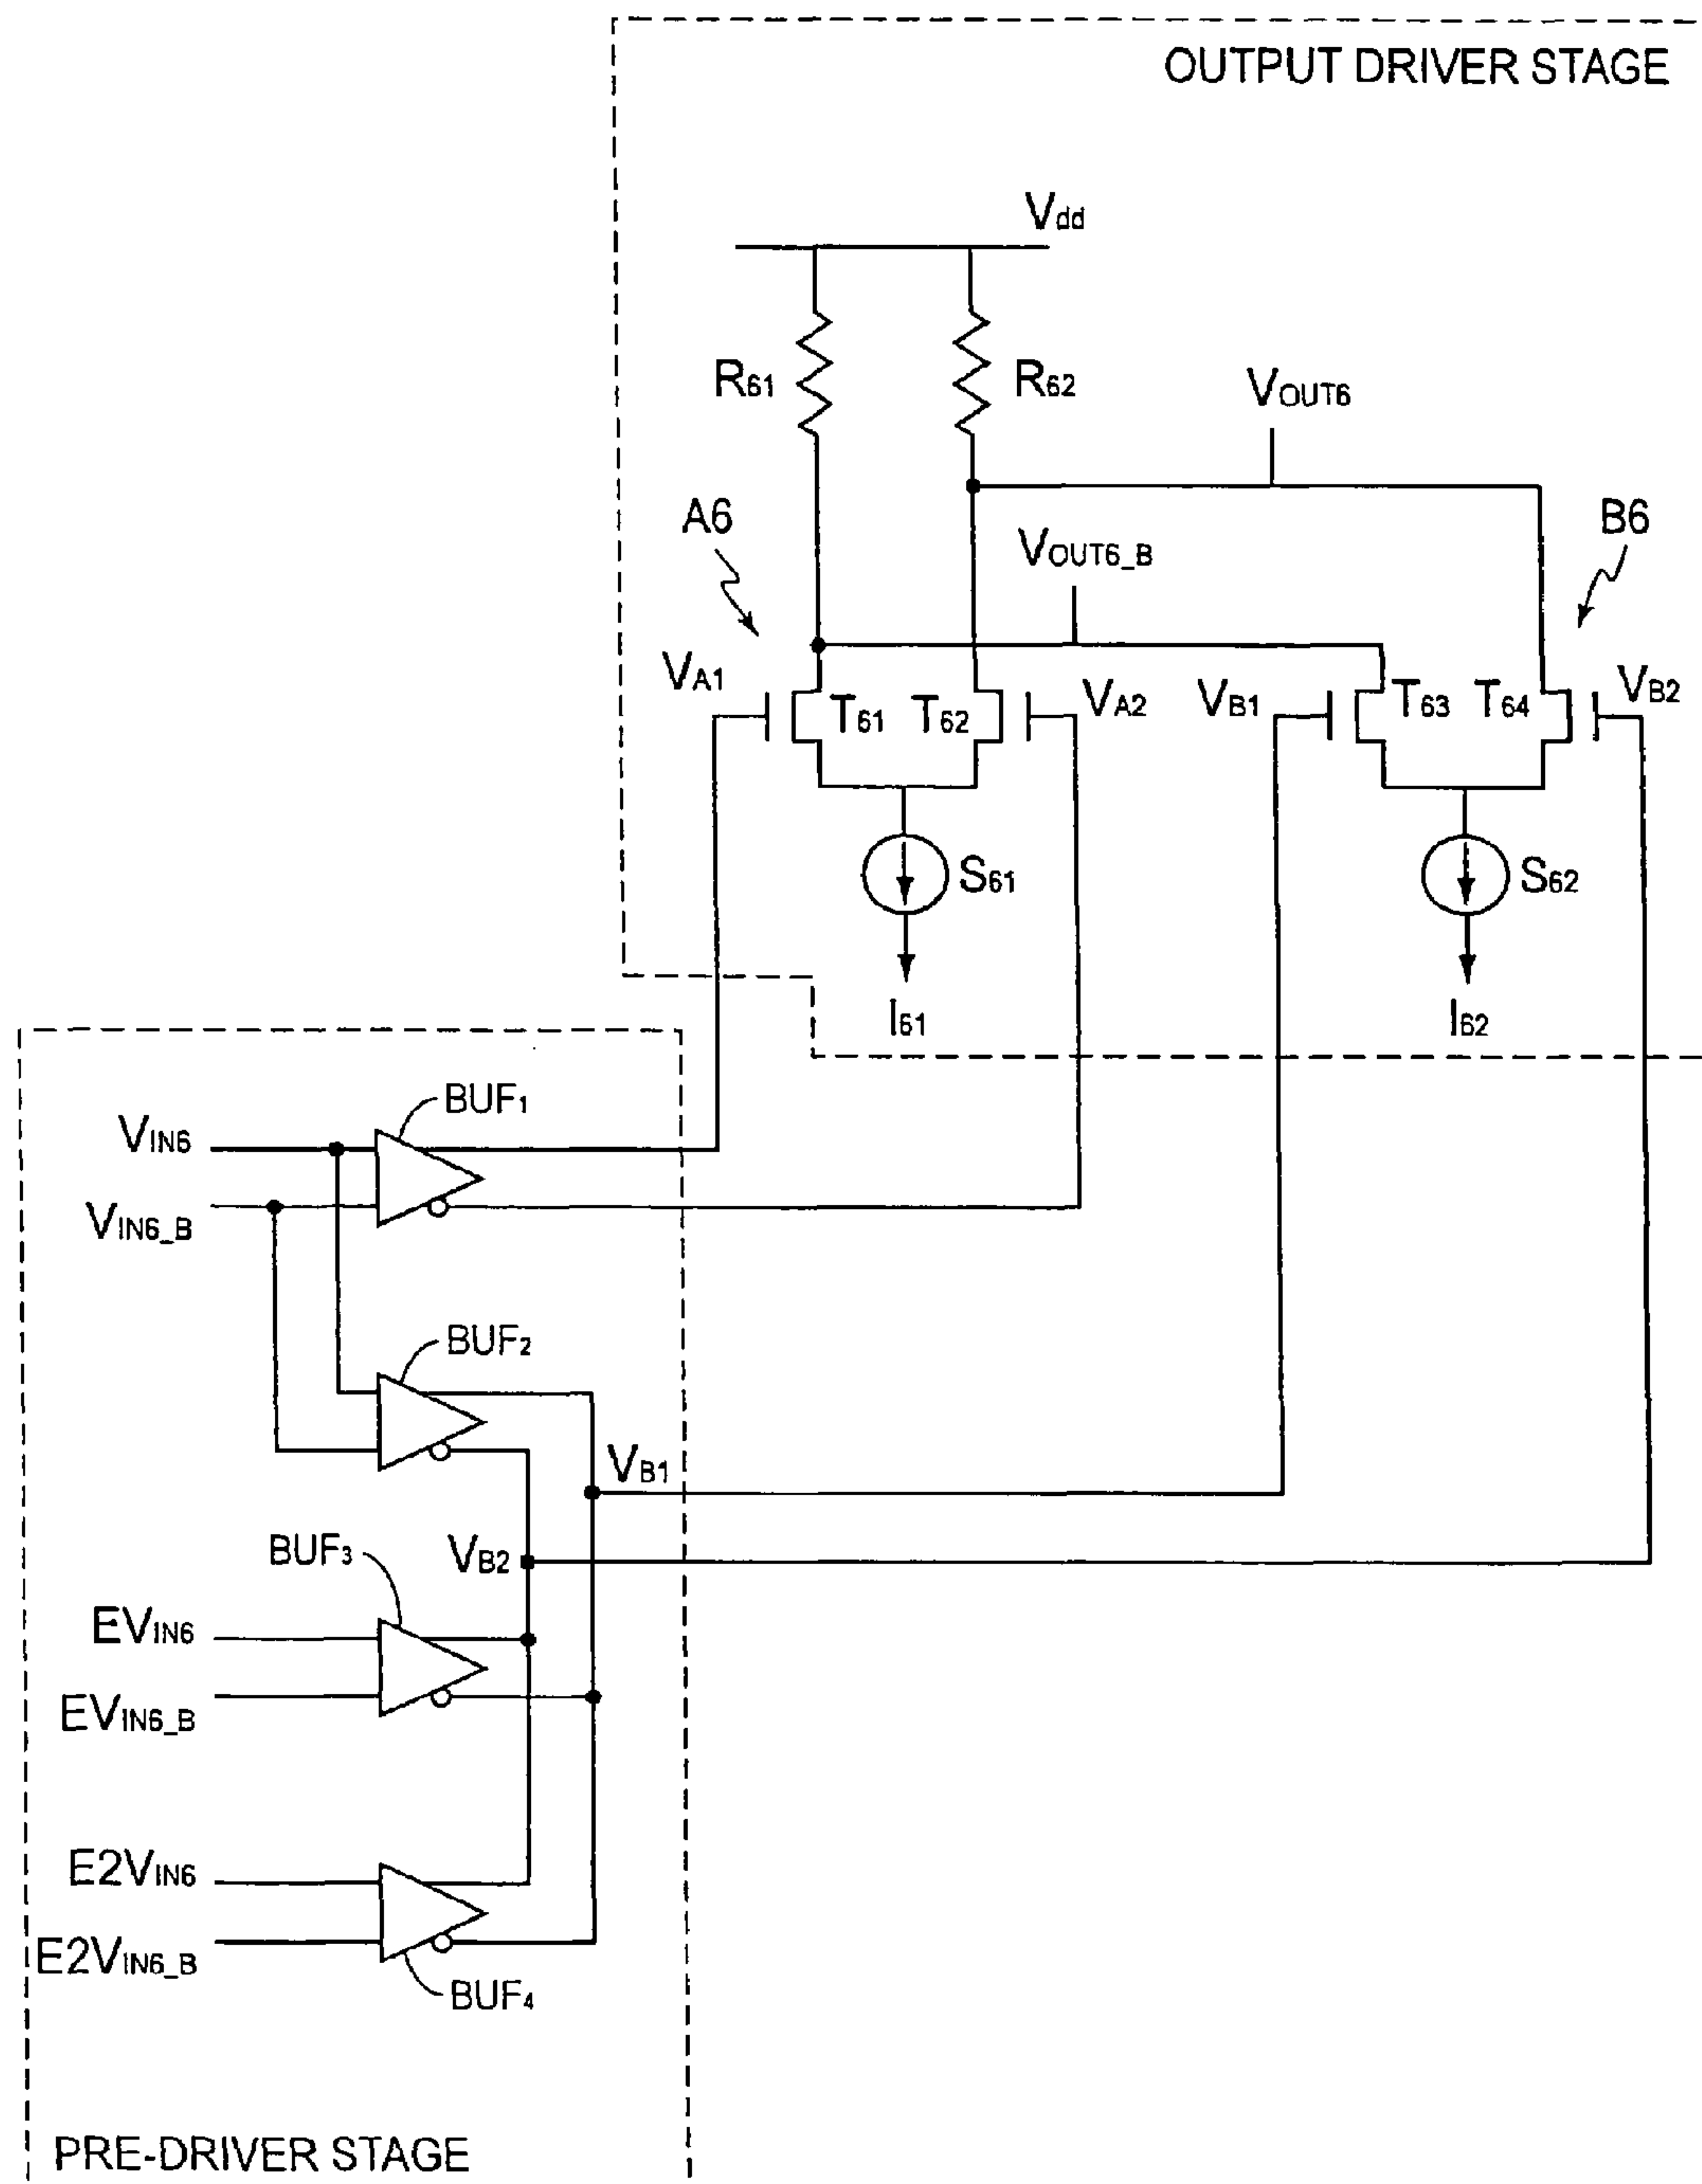 OUTPUT DRIVER STAGE
Vdd
R61
R62
VOUT6
A6
VOUT6_B
B6
VA1
T61
T62
VA2
VB1
T63
T64
VB2
S61
S62
I61
I62
BUF1
VIN6
VIN6_B
BUF2
VB1
BUF3
VB2
EVIN6
EVIN6_B
E2VIN6
E2VIN6_B
BUF4
PRE-DRIVER STAGE